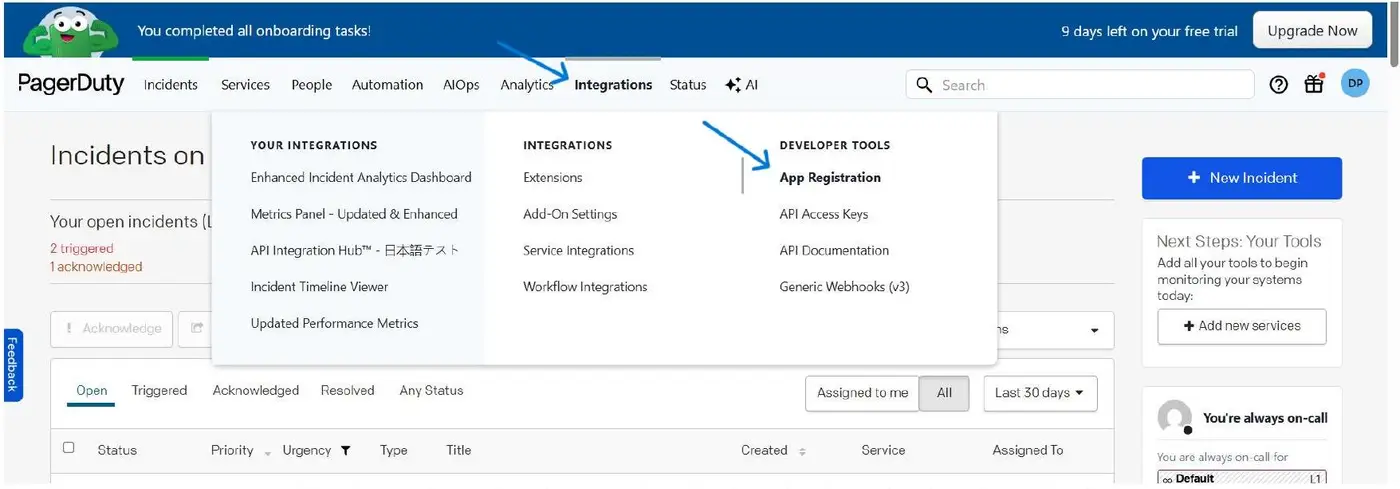 You completed all onboarding tasks!
9 days left on your free trial
Upgrade Now
PagerDuty
Incidents
Services
People
Automation
AIOps
Analytics
Integrations
Status
AI
Search
DP
YOUR INTEGRATIONS
Enhanced Incident Analytics Dashboard
Metrics Panel - Updated & Enhanced
API Integration Hub™ - 日本語テスト
Incident Timeline Viewer
Updated Performance Metrics
INTEGRATIONS
Extensions
Add-On Settings
Service Integrations
Workflow Integrations
DEVELOPER TOOLS
App Registration
API Access Keys
API Documentation
Generic Webhooks (v3)
Incidents on
Your open incidents (
2 triggered
1 acknowledged
Acknowledge
New Incident
Next Steps: Your Tools
Add all your tools to begin
monitoring your systems
today:
Add new services
Feedback
Open
Triggered
Acknowledged
Resolved
Any Status
Assigned to me
All
Last 30 days
Status
Priority
Urgency
Type
Title
Created
Service
Assigned To
You're always on-call
You are always on-call for
Default
L1